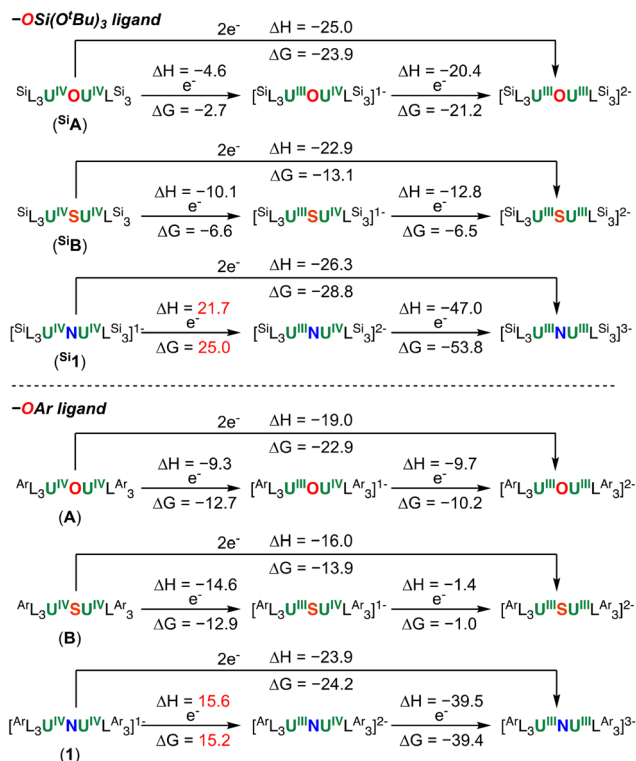 −OSi(OᵗBu)₃ ligand
2e⁻ ΔH = −25.0
ΔG = −23.9
ΔH = −4.6 ΔH = −20.4
e⁻ e⁻
ˢⁱL₃UᴵⱽOUᴵⱽLˢⁱ₃ [ˢⁱL₃UᴵᴵᴵOUᴵⱽLˢⁱ₃]¹⁻ [ˢⁱL₃UᴵᴵᴵOUᴵᴵᴵLˢⁱ₃]²⁻
ΔG = −2.7 ΔG = −21.2
(ˢⁱA)
2e⁻ ΔH = −22.9
ΔG = −13.1
ΔH = −10.1 ΔH = −12.8
e⁻ e⁻
ˢⁱL₃UᴵⱽSUᴵⱽLˢⁱ₃ [ˢⁱL₃UᴵᴵᴵSUᴵⱽLˢⁱ₃]¹⁻ [ˢⁱL₃UᴵᴵᴵSUᴵᴵᴵLˢⁱ₃]²⁻
ΔG = −6.6 ΔG = −6.5
(ˢⁱB)
2e⁻ ΔH = −26.3
ΔG = −28.8
ΔH = 21.7 ΔH = −47.0
e⁻ e⁻
[ˢⁱL₃UᴵⱽNUᴵⱽLˢⁱ₃]¹⁻ [ˢⁱL₃UᴵᴵᴵNUᴵⱽLˢⁱ₃]²⁻ [ˢⁱL₃UᴵᴵᴵNUᴵᴵᴵLˢⁱ₃]³⁻
ΔG = 25.0 ΔG = −53.8
(ˢⁱ1)
−OAr ligand
2e⁻ ΔH = −19.0
ΔG = −22.9
ΔH = −9.3 ΔH = −9.7
e⁻ e⁻
ᴬʳL₃UᴵⱽOUᴵⱽLᴬʳ₃ [ᴬʳL₃UᴵᴵᴵOUᴵⱽLᴬʳ₃]¹⁻ [ᴬʳL₃UᴵᴵᴵOUᴵᴵᴵLᴬʳ₃]²⁻
ΔG = −12.7 ΔG = −10.2
(A)
2e⁻ ΔH = −16.0
ΔG = −13.9
ΔH = −14.6 ΔH = −1.4
e⁻ e⁻
ᴬʳL₃UᴵⱽSUᴵⱽLᴬʳ₃ [ᴬʳL₃UᴵᴵᴵSUᴵⱽLᴬʳ₃]¹⁻ [ᴬʳL₃UᴵᴵᴵSUᴵᴵᴵLᴬʳ₃]²⁻
ΔG = −12.9 ΔG = −1.0
(B)
2e⁻ ΔH = −23.9
ΔG = −24.2
ΔH = 15.6 ΔH = −39.5
e⁻ e⁻
[ᴬʳL₃UᴵⱽNUᴵⱽLᴬʳ₃]¹⁻ [ᴬʳL₃UᴵᴵᴵNUᴵⱽLᴬʳ₃]²⁻ [ᴬʳL₃UᴵᴵᴵNUᴵᴵᴵLᴬʳ₃]³⁻
ΔG = 15.2 ΔG = −39.4
(1)